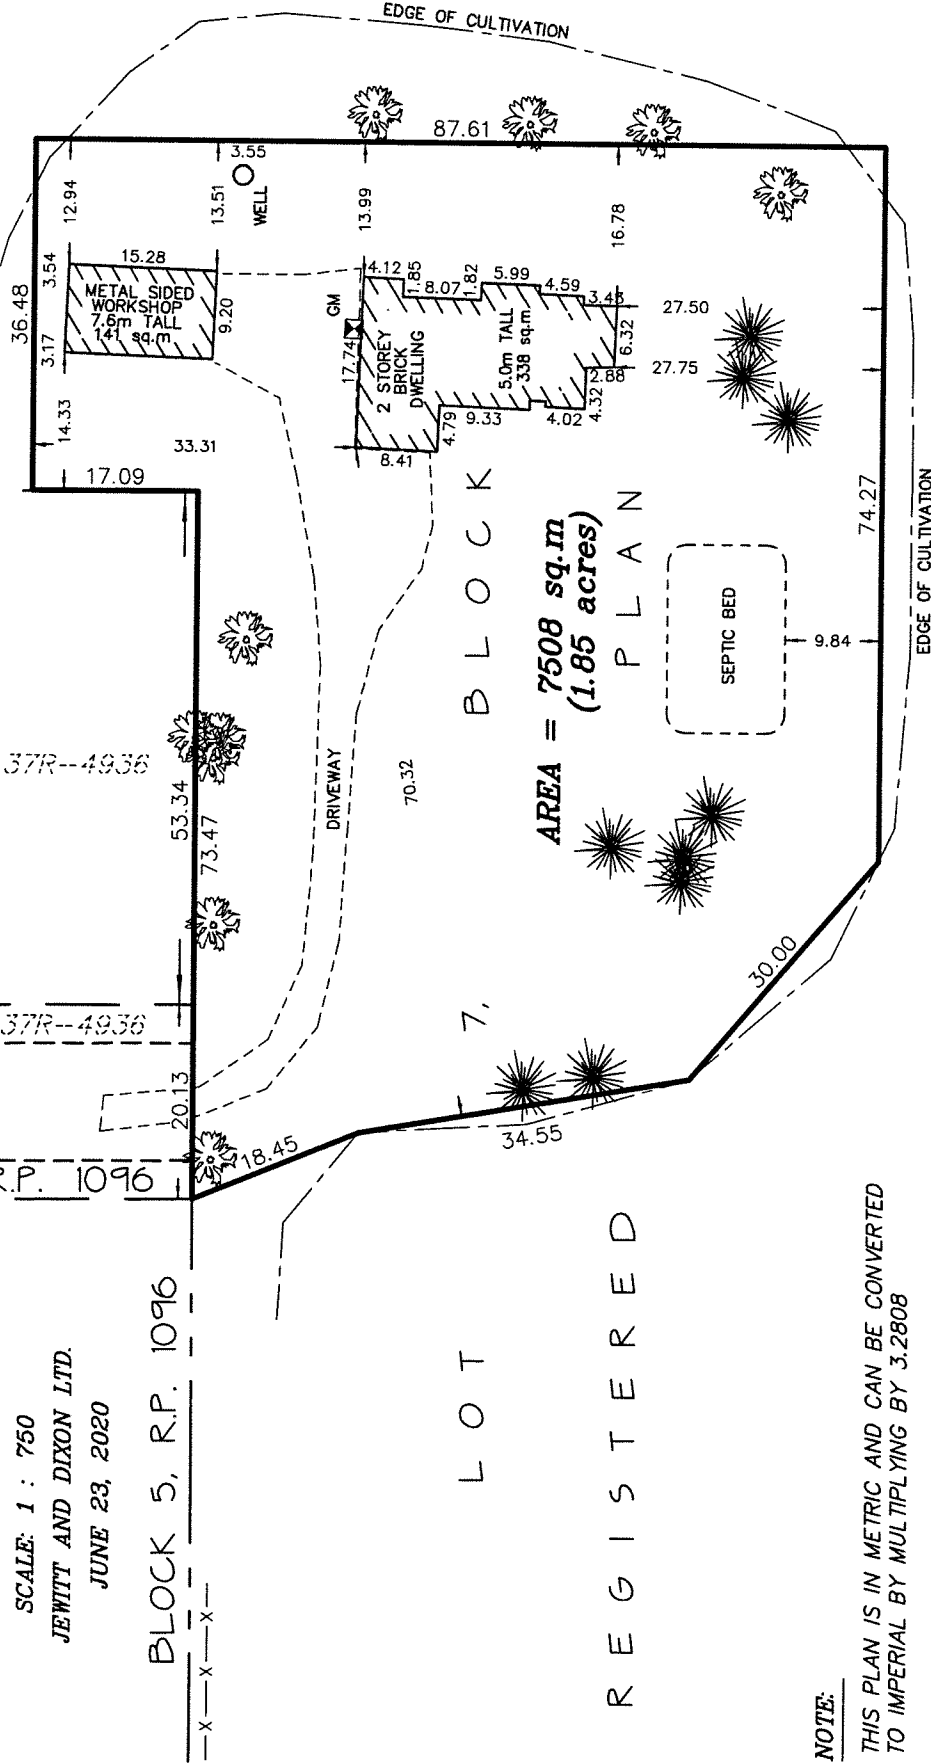 EDGE OF CULTIVATION
87.61
3.55
WELL
12.94
13.51
13.99
16.78
36.48
3.54
3.17
14.33
15.28
METAL SIDED
WORKSHOP
7.6m TALL
141 sq.m
9.20
33.31
17.09
GM
17.74
4.12
1.85
8.07
1.82
5.99
4.59
3.43
6.32
2.88
4.32
4.02
9.33
4.79
8.41
2 STOREY
BRICK
DWELLING
5.0m TALL
338 sq.m.
27.50
27.75
74.27
EDGE OF CULTIVATION
BLOCK
PLAN
AREA = 7508 sq.m
(1.85 acres)
SEPTIC BED
9.84
37R--4936
53.34
73.47
DRIVEWAY
70.32
37R--4936
20.13
7,
30.00
18.45
34.55
R.P. 1096
SCALE: 1 : 750
JEWITT AND DIXON LTD.
JUNE 23, 2020
BLOCK 5, R.P. 1096
X X X
LOT
REGISTERED
NOTE:
THIS PLAN IS IN METRIC AND CAN BE CONVERTED
TO IMPERIAL BY MULTIPLYING BY 3.2808